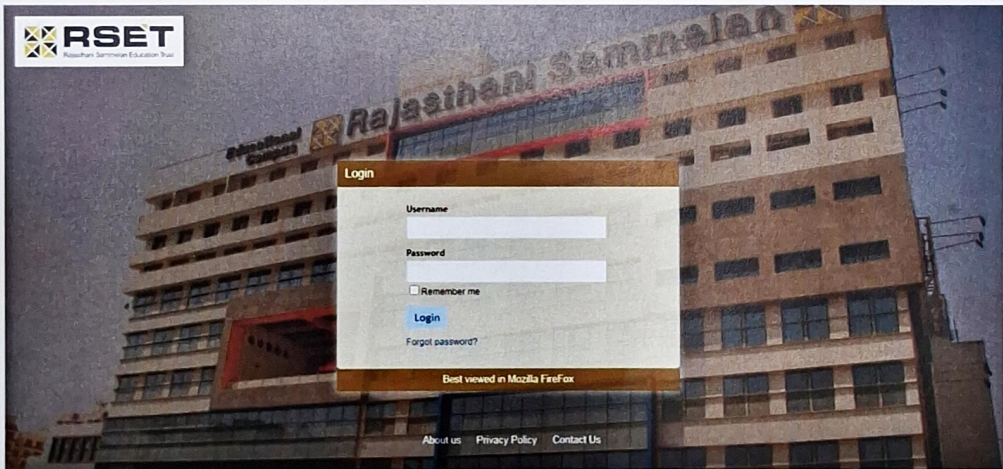 RSET
Rajasthani Sammelan Education Trust
Rajasthani Sammelan
Educational
Campus
Login
Username
Password
Remember me
Login
Forgot password?
Best viewed in Mozilla FireFox
About us Privacy Policy Contact Us